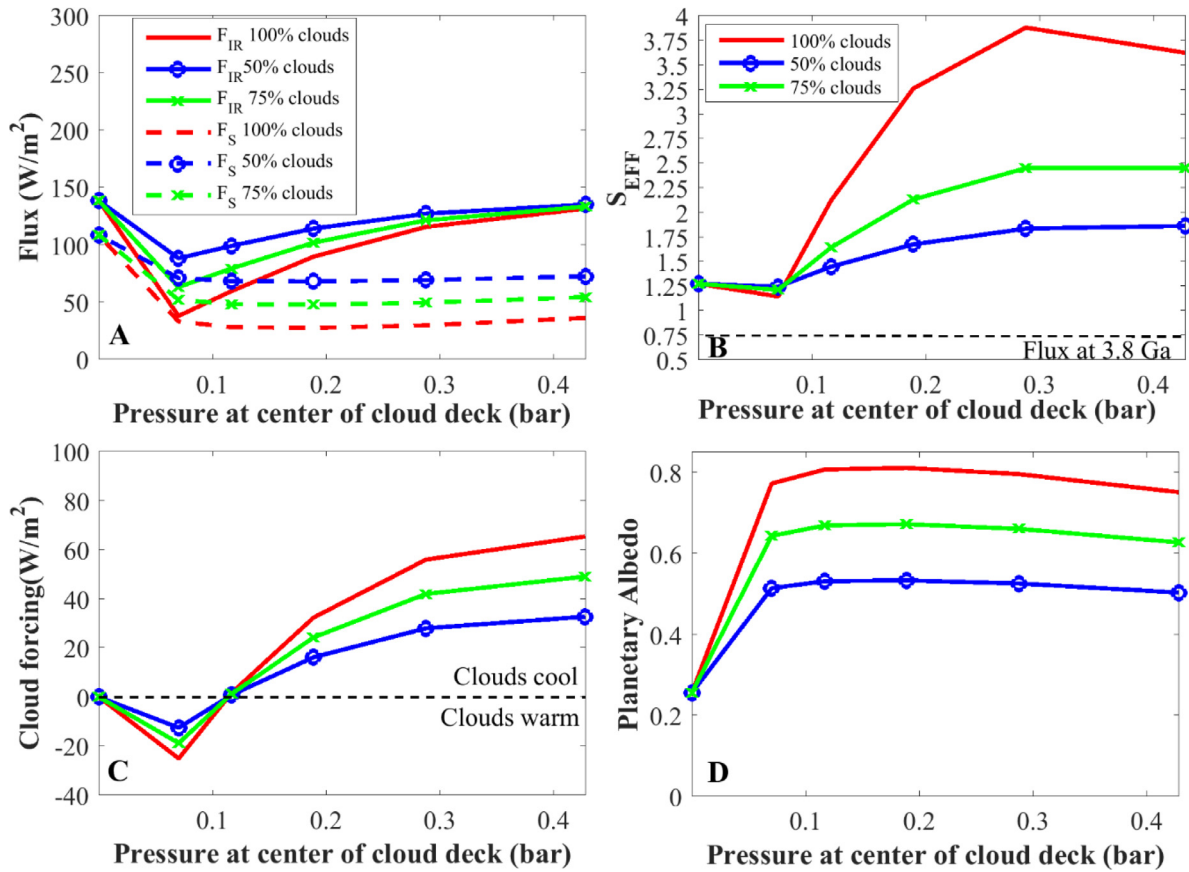 300
250
200
150
100
50
0
Flux (W/m²)
F_IR 100% clouds
F_IR 50% clouds
F_IR 75% clouds
F_S 100% clouds
F_S 50% clouds
F_S 75% clouds
A
0.1 0.2 0.3 0.4
Pressure at center of cloud deck (bar)
4
3.75
3.5
3.25
3
2.75
2.5
2.25
2
1.75
1.5
1.25
1
0.75
0.5
S_EFF
100% clouds
50% clouds
75% clouds
B
Flux at 3.8 Ga
0.1 0.2 0.3 0.4
Pressure at center of cloud deck (bar)
100
80
60
40
20
0
-20
-40
Cloud forcing(W/m²)
Clouds cool
Clouds warm
C
0.1 0.2 0.3 0.4
Pressure at center of cloud deck (bar)
0.8
0.6
0.4
0.2
0
Planetary Albedo
D
0.1 0.2 0.3 0.4
Pressure at center of cloud deck (bar)